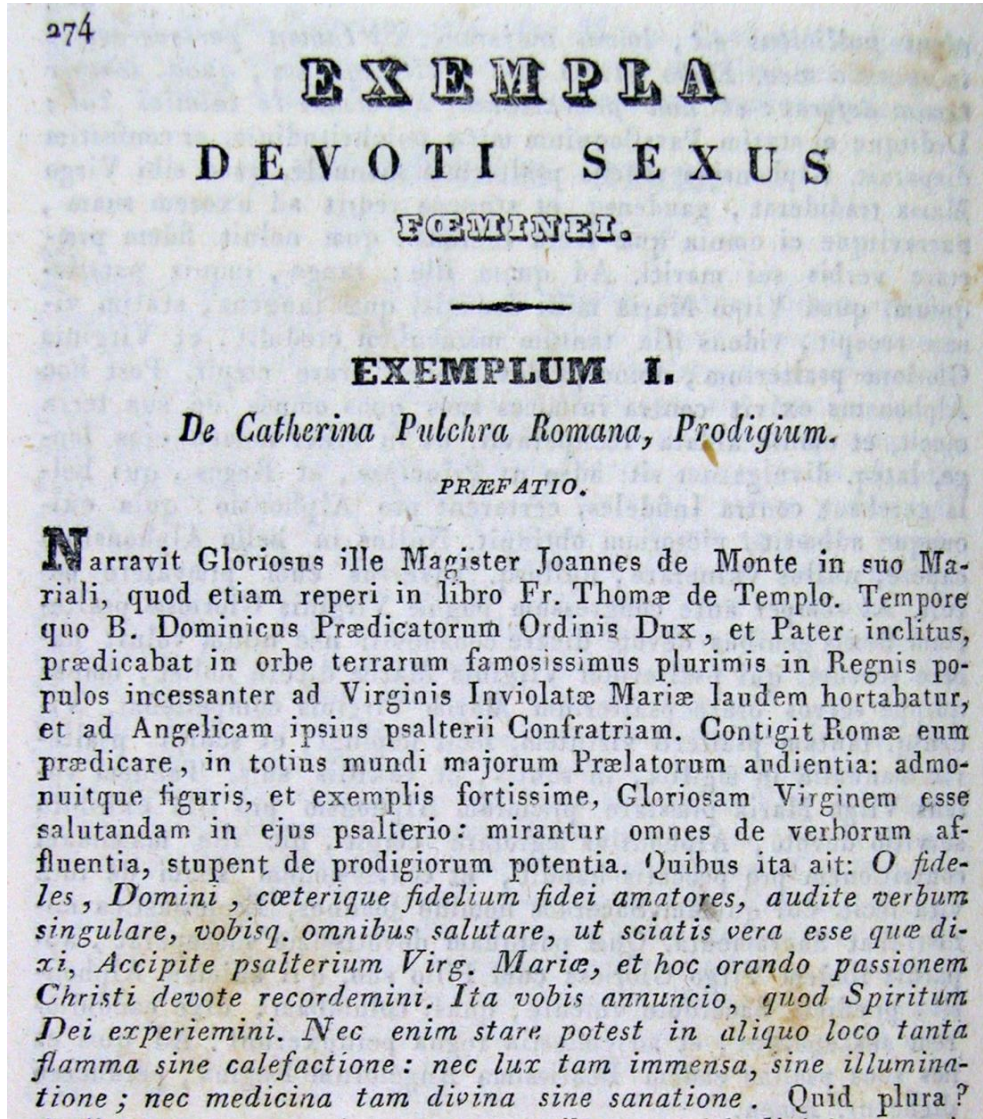 274
EXEMPLA
DEVOTI SEXUS
FŒMINEI.
EXEMPLUM I.
De Catherina Pulchra Romana, Prodigium.
PRÆFATIO.
Narravit Gloriosus ille Magister Joannes de Monte in suo Ma-
riali, quod etiam reperi in libro Fr. Thomæ de Templo. Tempore
quo B. Dominicus Prædicatorum Ordinis Dux, et Pater inclitus,
prædicabat in orbe terrarum famosissimus plurimis in Regnis po-
pulos incessanter ad Virginis Inviolatæ Mariæ laudem hortabatur,
et ad Angelicam ipsius psalterii Confratriam. Contigit Romæ eum
prædicare, in totius mundi majorum Prælatorum audientia: admo-
nuitque figuris, et exemplis fortissime, Gloriosam Virginem esse
salutandam in ejus psalterio: mirantur omnes de verborum af-
fluentia, stupent de prodigiorum potentia. Quibus ita ait: O fide-
les, Domini, cœterique fidelium fidei amatores, audite verbum
singulare, vobisq. omnibus salutare, ut sciatis vera esse quæ di-
xi, Accipite psalterium Virg. Mariæ, et hoc orando passionem
Christi devote recordemini. Ita vobis annuncio, quod Spiritum
Dei experiemini. Nec enim stare potest in aliquo loco tanta
flamma sine calefactione: nec lux tam immensa, sine illumina-
tione; nec medicina tam divina sine sanatione. Quid plura?